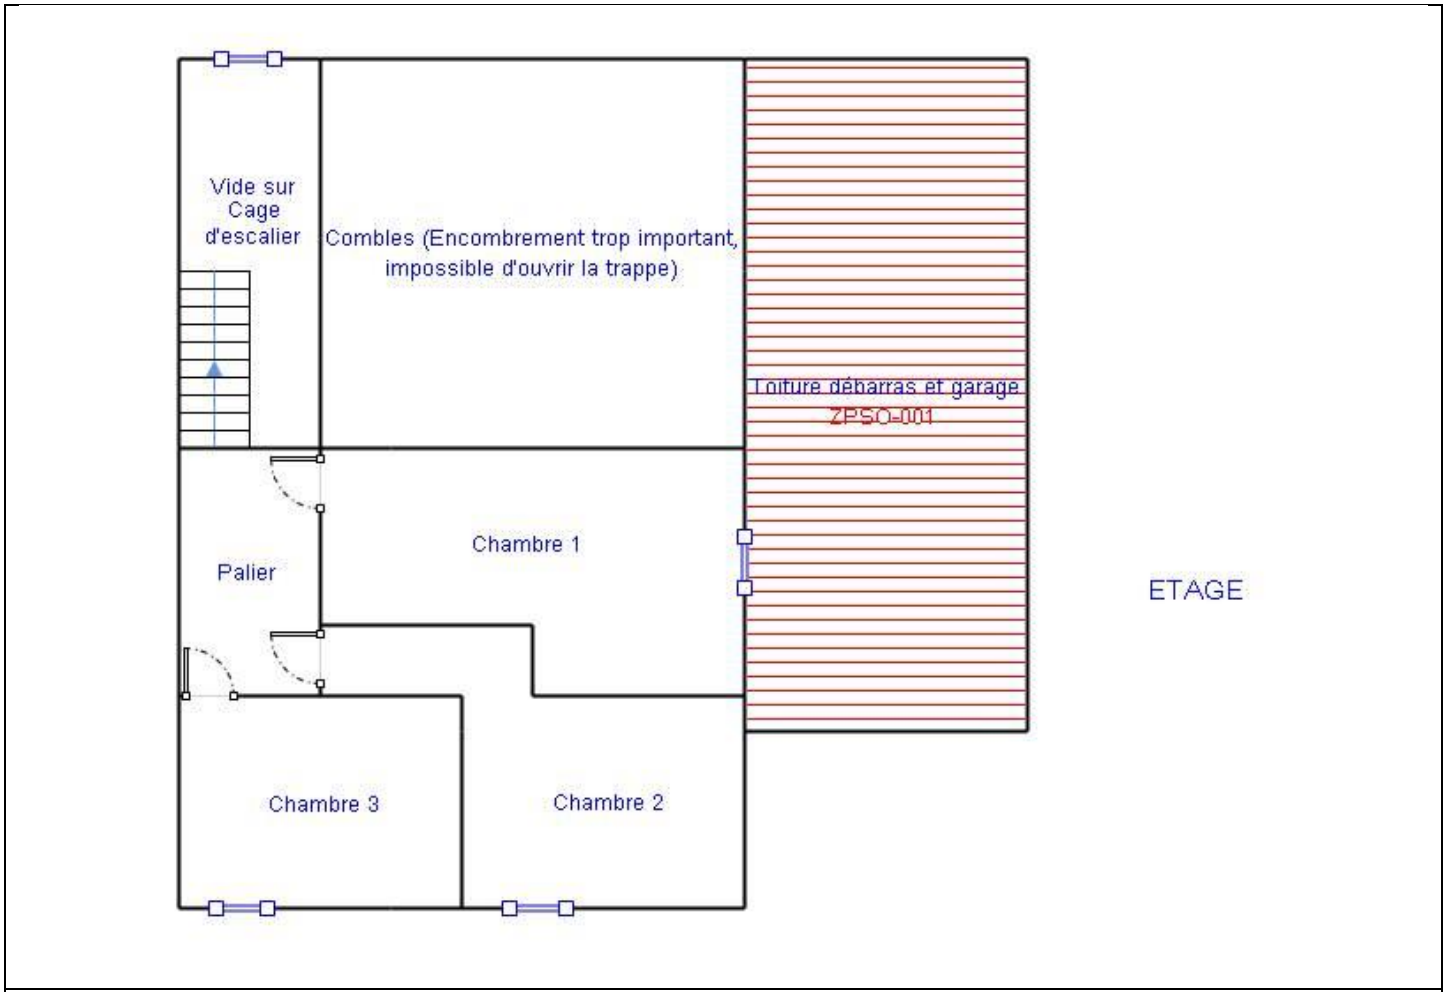 Vide sur
Cage
d'escalier
Combles (Encombrement trop important,
impossible d'ouvrir la trappe)
Toiture débarras et garage
ZPSO-001
Chambre 1
Palier
ETAGE
Chambre 3
Chambre 2